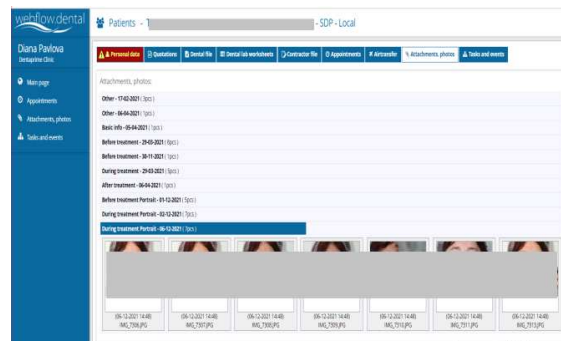 webflow.dental
Patients - - SDP - Local
Diana Pavlova
Dentaprime Clinic
Main page
Appointments
Attachments, photos
Tasks and events
Personal data
Quotations
Dental file
Dental lab worksheets
Contractor file
Appointments
Airtransfer
Attachments, photos
Tasks and events
Attachments, photos:
Other - 17-02-2021 (3pcs)
Other - 06-04-2021 (1pcs)
Basic info - 05-04-2021 (1pcs)
Before treatment - 29-03-2021 (6pcs)
Before treatment - 30-11-2021 (1pcs)
During treatment - 29-03-2021 (5pcs)
After treatment - 06-04-2021 (1pcs)
Before treatment Portrait - 01-12-2021 (5pcs)
During treatment Portrait - 02-12-2021 (7pcs)
During treatment Portrait - 06-12-2021 (7pcs)
(06-12-2021 14:48)
IMG_7306.JPG
(06-12-2021 14:48)
IMG_7307.JPG
(06-12-2021 14:48)
IMG_7308.JPG
(06-12-2021 14:48)
IMG_7309.JPG
(06-12-2021 14:48)
IMG_7310.JPG
(06-12-2021 14:48)
IMG_7311.JPG
(06-12-2021 14:48)
IMG_7313.JPG